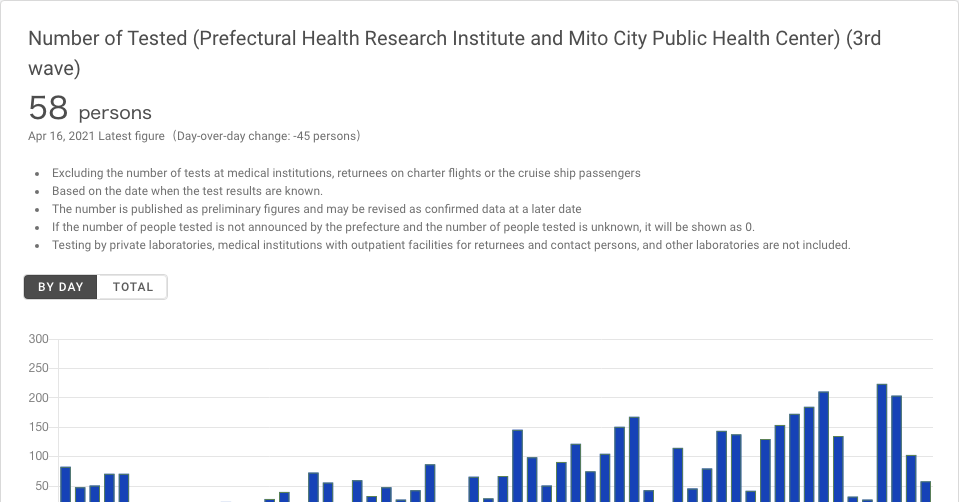 Number of Tested (Prefectural Health Research Institute and Mito City Public Health Center) (3rd
wave)
58 persons
Apr 16, 2021 Latest figure（Day-over-day change: -45 persons）
• Excluding the number of tests at medical institutions, returnees on charter flights or the cruise ship passengers
• Based on the date when the test results are known.
• The number is published as preliminary figures and may be revised as confirmed data at a later date
• If the number of people tested is not announced by the prefecture and the number of people tested is unknown, it will be shown as 0.
• Testing by private laboratories, medical institutions with outpatient facilities for returnees and contact persons, and other laboratories are not included.
BY DAY TOTAL
300
250
200
150
100
50